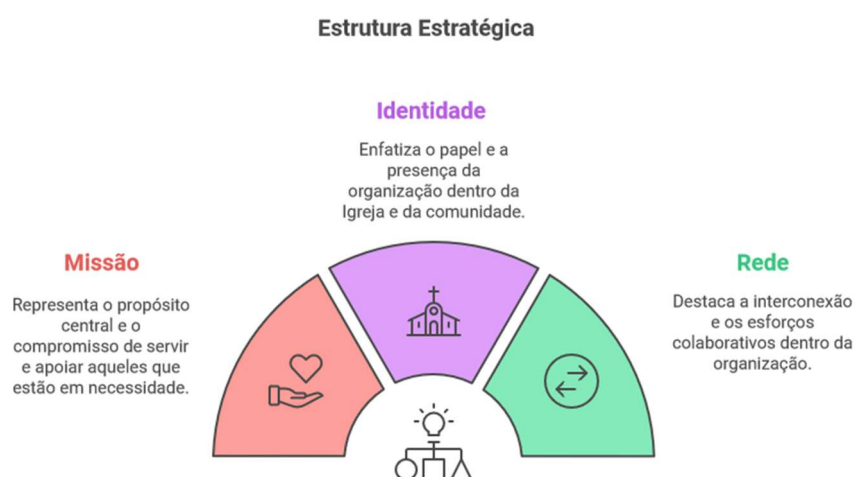 Estrutura Estratégica
Identidade
Enfatiza o papel e a
presença da
organização dentro da
Igreja e da comunidade.
Missão
Representa o propósito
central e o
compromisso de servir
e apoiar aqueles que
estão em necessidade.
Rede
Destaca a interconexão
e os esforços
colaborativos dentro da
organização.